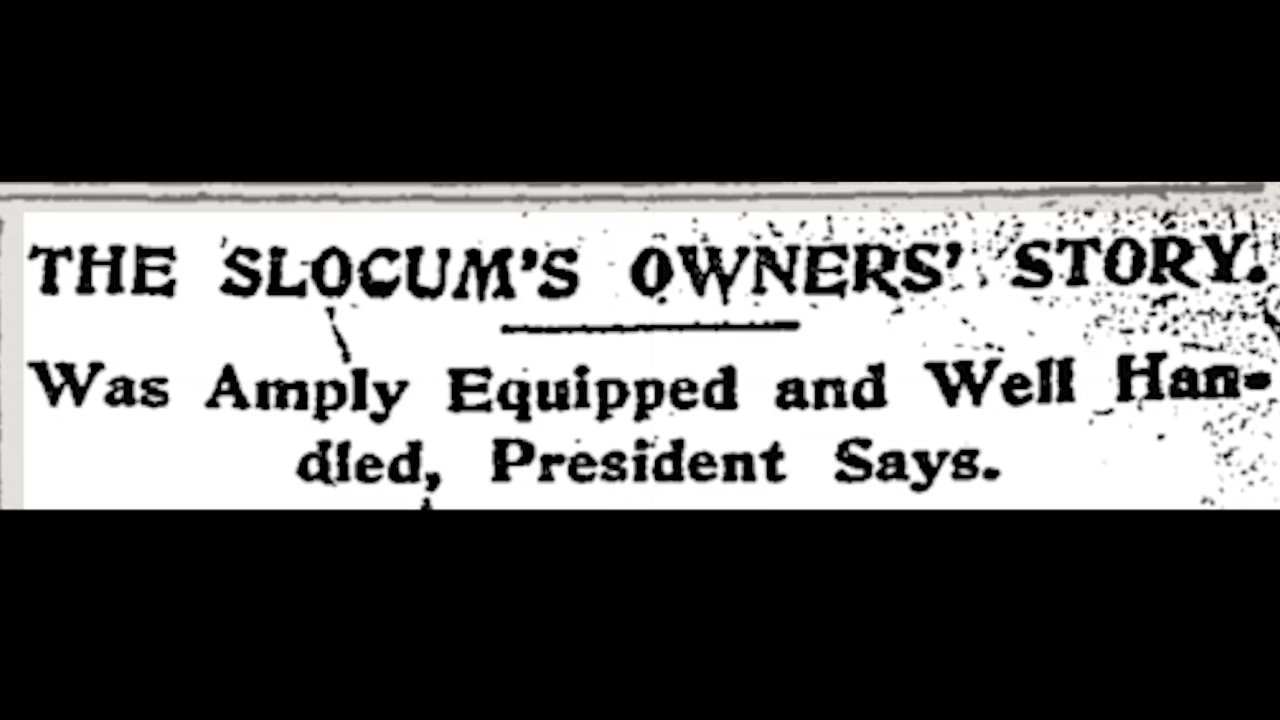 THE SLOCUM'S OWNERS' STORY.
Was Amply Equipped and Well Han-
dled, President Says.